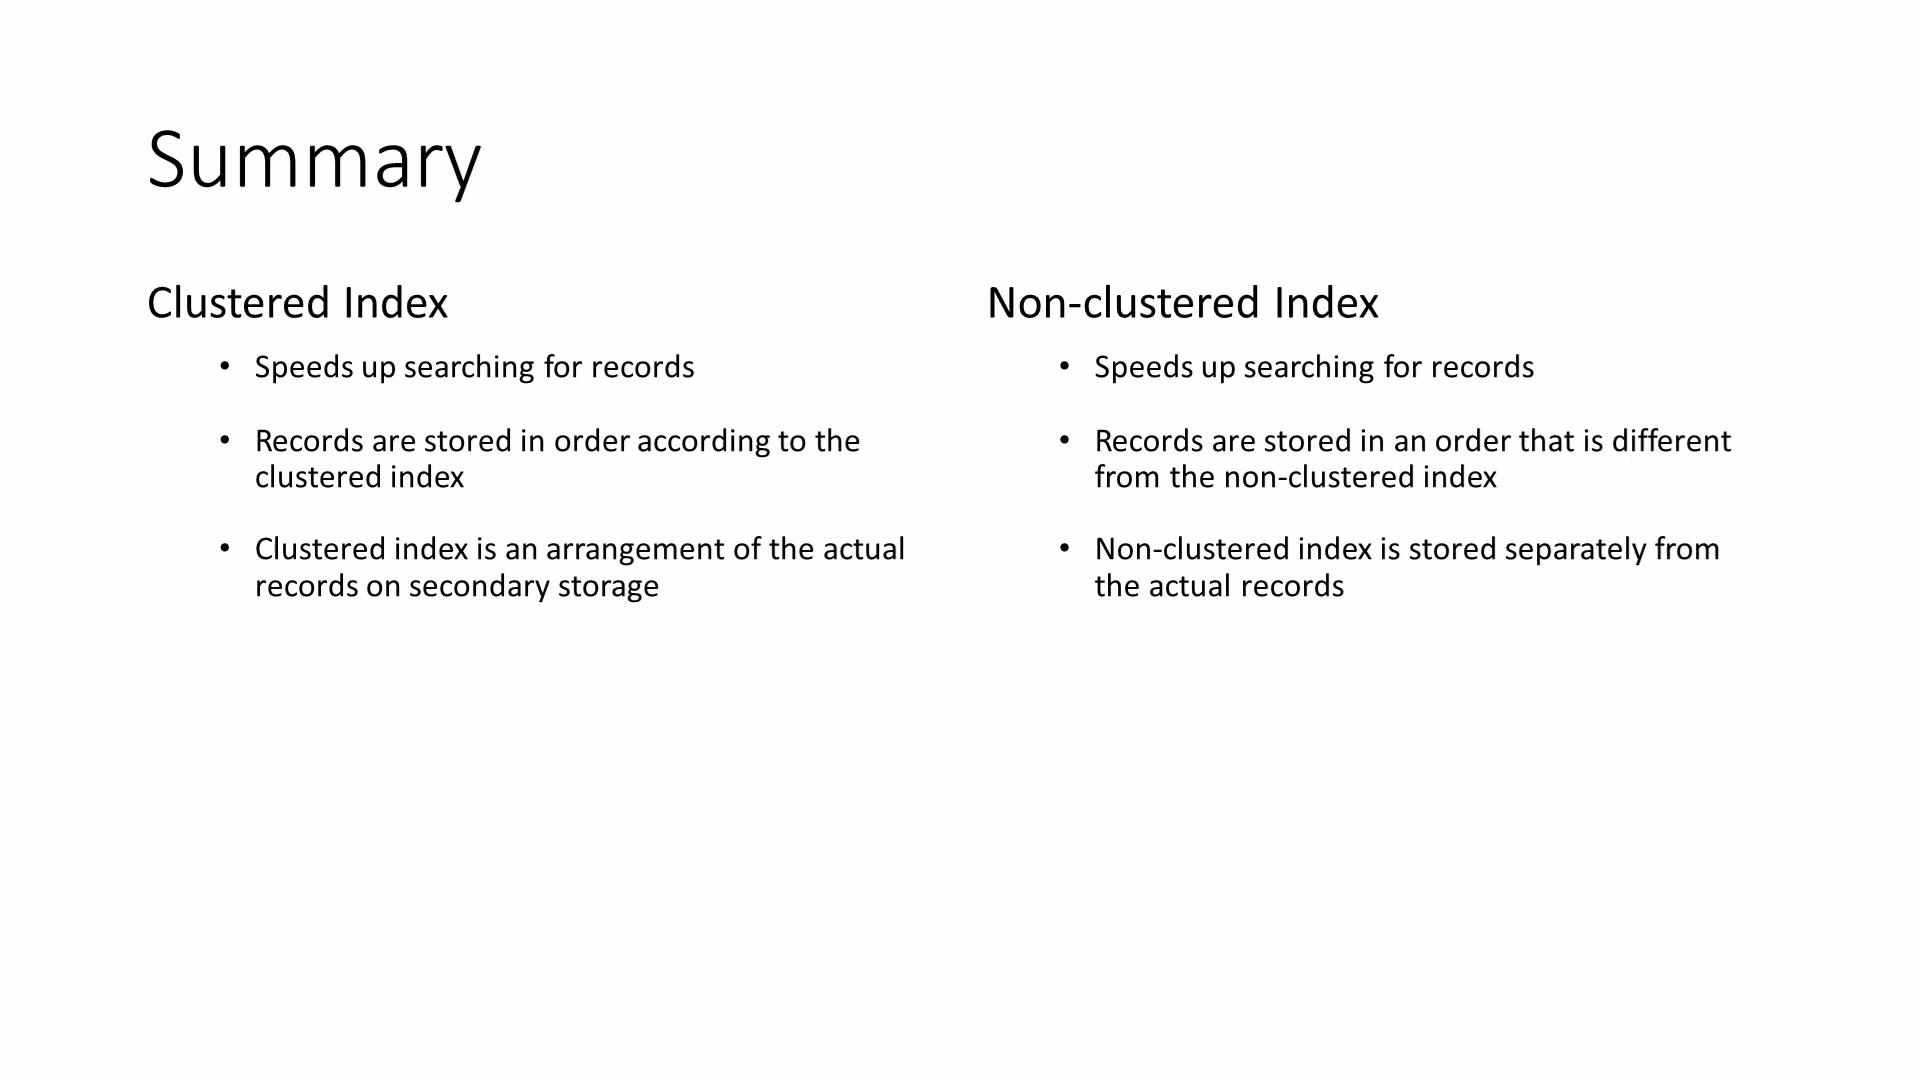 Summary
Clustered Index
• Speeds up searching for records
• Records are stored in order according to the
clustered index
• Clustered index is an arrangement of the actual
records on secondary storage
Non-clustered Index
• Speeds up searching for records
• Records are stored in an order that is different
from the non-clustered index
• Non-clustered index is stored separately from
the actual records